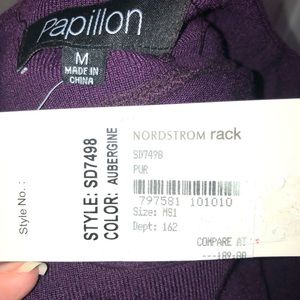 Papillon
M
MADE IN
CHINA
Style No.:
STYLE: SD7498
COLOR: AUBERGINE
NORDSTROM rack
SD7498
PUR
797581 101010
Size: MS1
Dept: 162
COMPARE AT